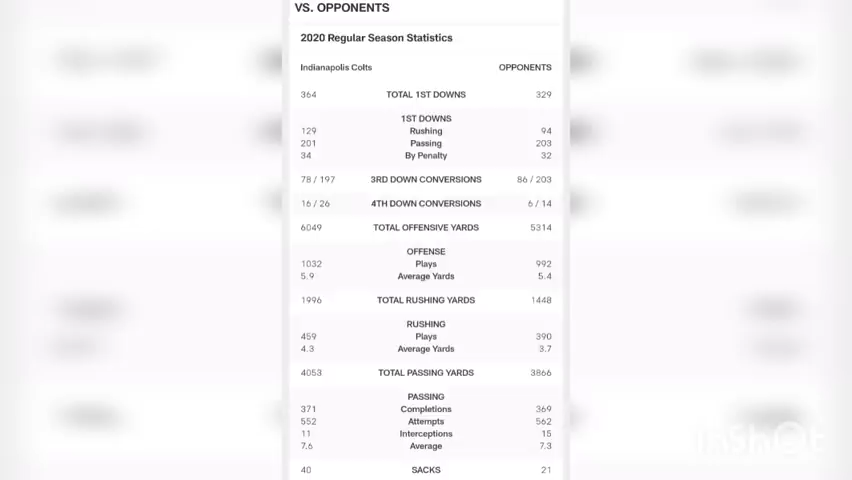 VS. OPPONENTS
2020 Regular Season Statistics
Indianapolis Colts OPPONENTS
364 TOTAL 1ST DOWNS 329
1ST DOWNS
129 Rushing 94
201 Passing 203
34 By Penalty 32
78 / 197 3RD DOWN CONVERSIONS 86 / 203
16 / 26 4TH DOWN CONVERSIONS 6 / 14
6049 TOTAL OFFENSIVE YARDS 5314
OFFENSE
1032 Plays 992
5.9 Average Yards 5.4
1996 TOTAL RUSHING YARDS 1448
RUSHING
459 Plays 390
4.3 Average Yards 3.7
4053 TOTAL PASSING YARDS 3866
PASSING
371 Completions 369
552 Attempts 562
11 Interceptions 15
7.6 Average 7.3
InShOt
40 SACKS 21